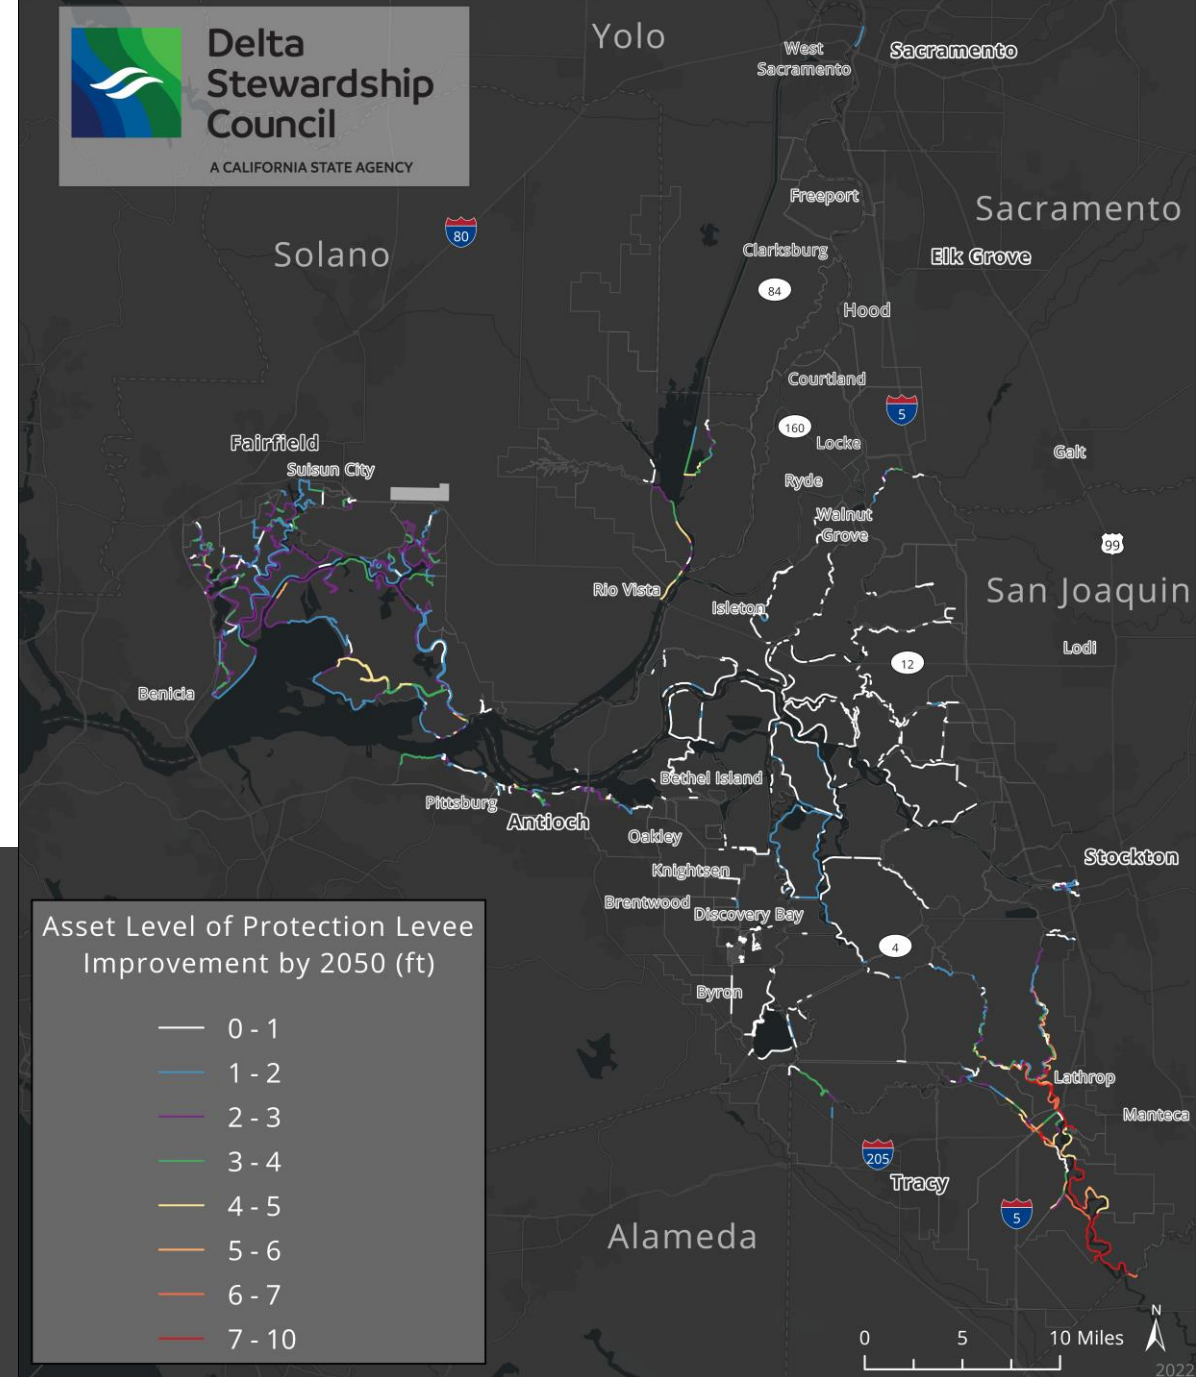 Delta
Stewardship
Council
A CALIFORNIA STATE AGENCY
Yolo
West
Sacramento
Sacramento
Freeport
Sacramento
80
Solano
Clarksburg
Elk Grove
84
Hood
Courtland
5
160
Locke
Fairfield
Suisun City
Galt
Ryde
Walnut
Grove
99
Rio Vista
Isleton
San Joaquin
Lodi
12
Benicia
Bethel Island
Pittsburg
Antioch
Oakley
Stockton
Knightsen
Brentwood
Discovery Bay
4
Byron
Lathrop
Manteca
205
Tracy
5
Alameda
Asset Level of Protection Levee
Improvement by 2050 (ft)
0 - 1
1 - 2
2 - 3
3 - 4
4 - 5
5 - 6
6 - 7
7 - 10
N
0 5 10 Miles
2022